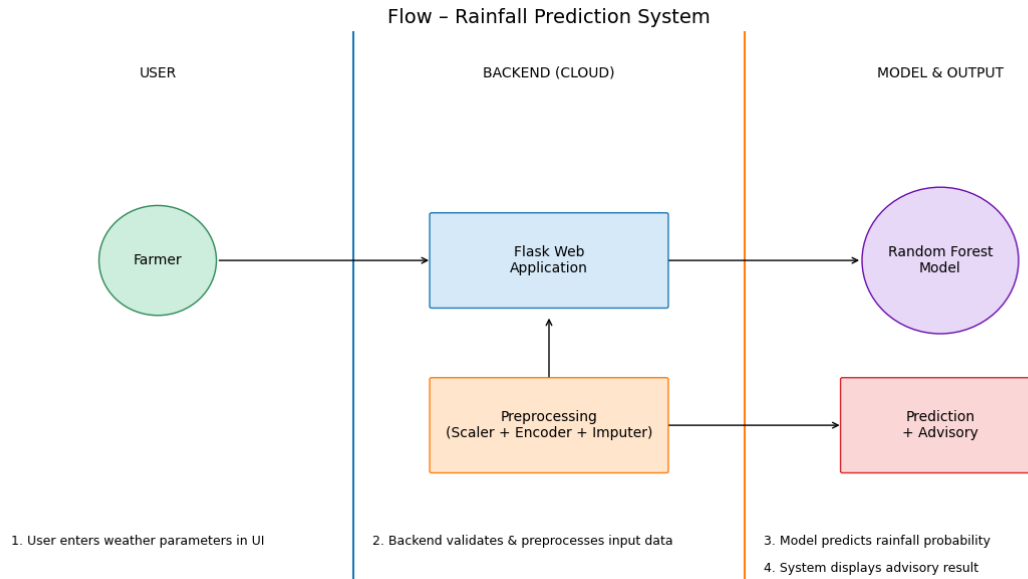 Flow – Rainfall Prediction System
USER
BACKEND (CLOUD)
MODEL & OUTPUT
Farmer
Flask Web
Application
Random Forest
Model
Preprocessing
(Scaler + Encoder + Imputer)
Prediction
+ Advisory
1. User enters weather parameters in UI
2. Backend validates & preprocesses input data
3. Model predicts rainfall probability
4. System displays advisory result